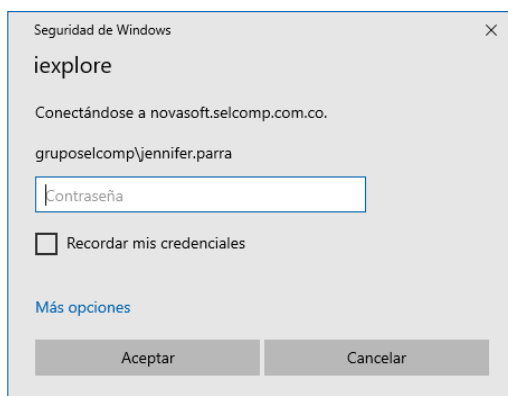 Seguridad de Windows
iexplore
Conectándose a novasoft.selcomp.com.co.
gruposelcomp\jennifer.parra
Contraseña
Recordar mis credenciales
Más opciones
Aceptar Cancelar